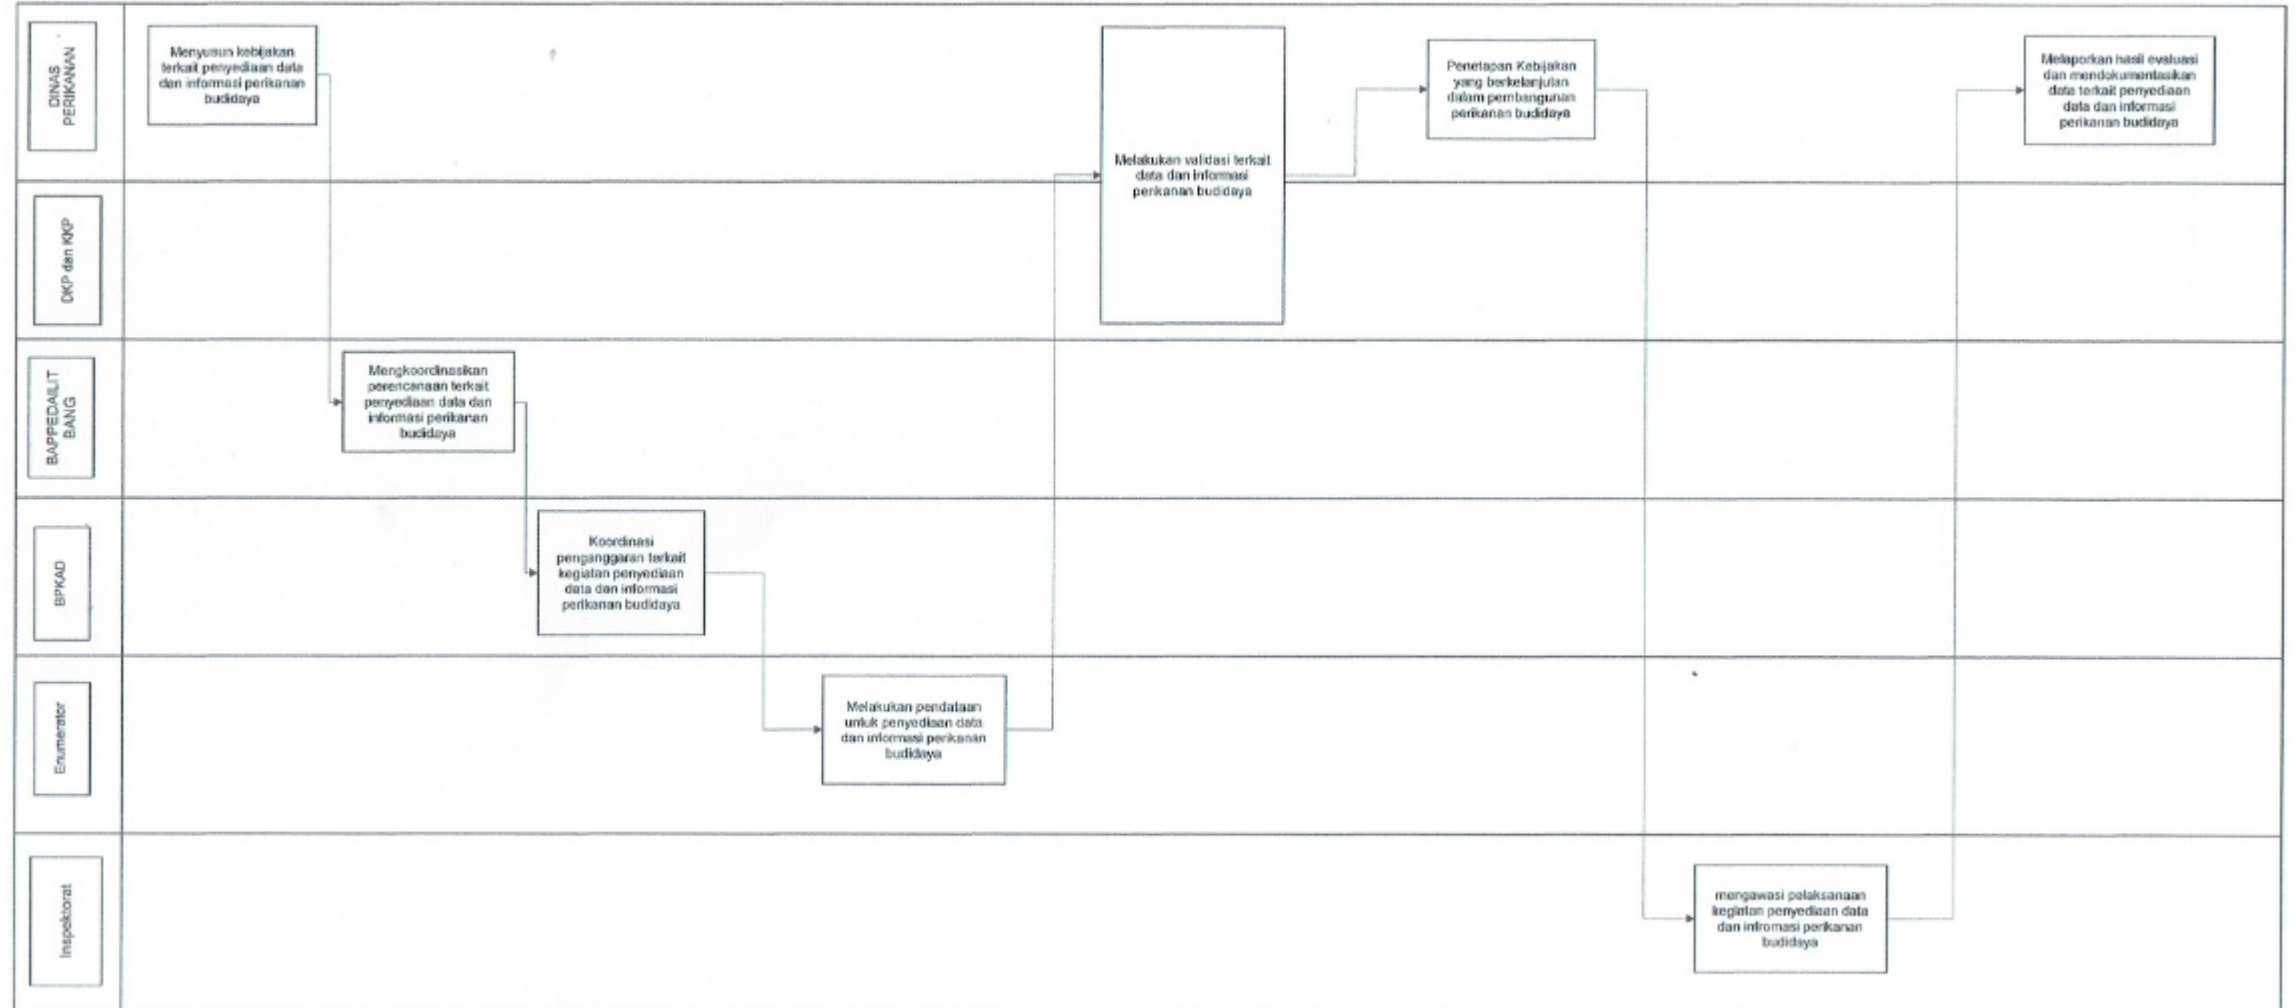 DINAS
PERIKANAN
Menyusun kebijakan
terkait penyediaan data
dan informasi perikanan
budidaya
Melakukan validasi terkait
data dan informasi
perikanan budidaya
Penetapan Kebijakan
yang berkelanjutan
dalam pembangunan
perikanan budidaya
Melaporkan hasil evaluasi
dan mendokumentasikan
data terkait penyediaan
data dan informasi
perikanan budidaya
DKP dan KKP
BAPPEDAILIT
BANG
Mengkoordinasikan
perencanaan terkait
penyediaan data dan
informasi perikanan
budidaya
BPKAD
Koordinasi
penganggaran terkait
kegiatan penyediaan
data dan informasi
perikanan budidaya
Enumerator
Melakukan pendataan
untuk penyediaan data
dan informasi perikanan
budidaya
Inspektorat
mengawasi pelaksanaan
kegiatan penyediaan data
dan infromasi perikanan
budidaya